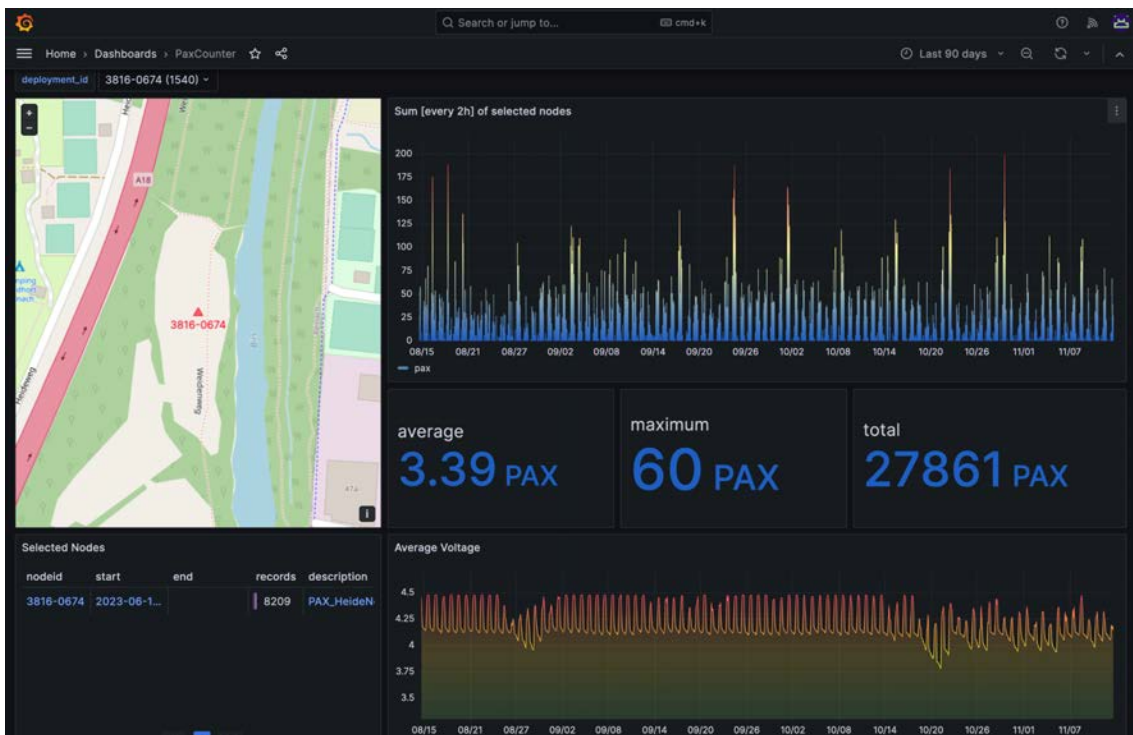 Search or jump to...
cmd+k
Home › Dashboards › PaxCounter
Last 90 days
deployment_id
3816-0674 (1540)
+
-
A18
3816-0674
Weidenweg
Heideweg
47a
i
Sum [every 2h] of selected nodes
200
175
150
125
100
75
50
25
0
08/15 08/21 08/27 09/02 09/08 09/14 09/20 09/26 10/02 10/08 10/14 10/20 10/26 11/01 11/07
pax
average
3.39 PAX
maximum
60 PAX
total
27861 PAX
Selected Nodes
nodeid start end records description
3816-0674 2023-06-1... 8209 PAX_HeideN
Average Voltage
4.5
4.25
4
3.75
3.5
08/15 08/21 08/27 09/02 09/08 09/14 09/20 09/26 10/02 10/08 10/14 10/20 10/26 11/01 11/07